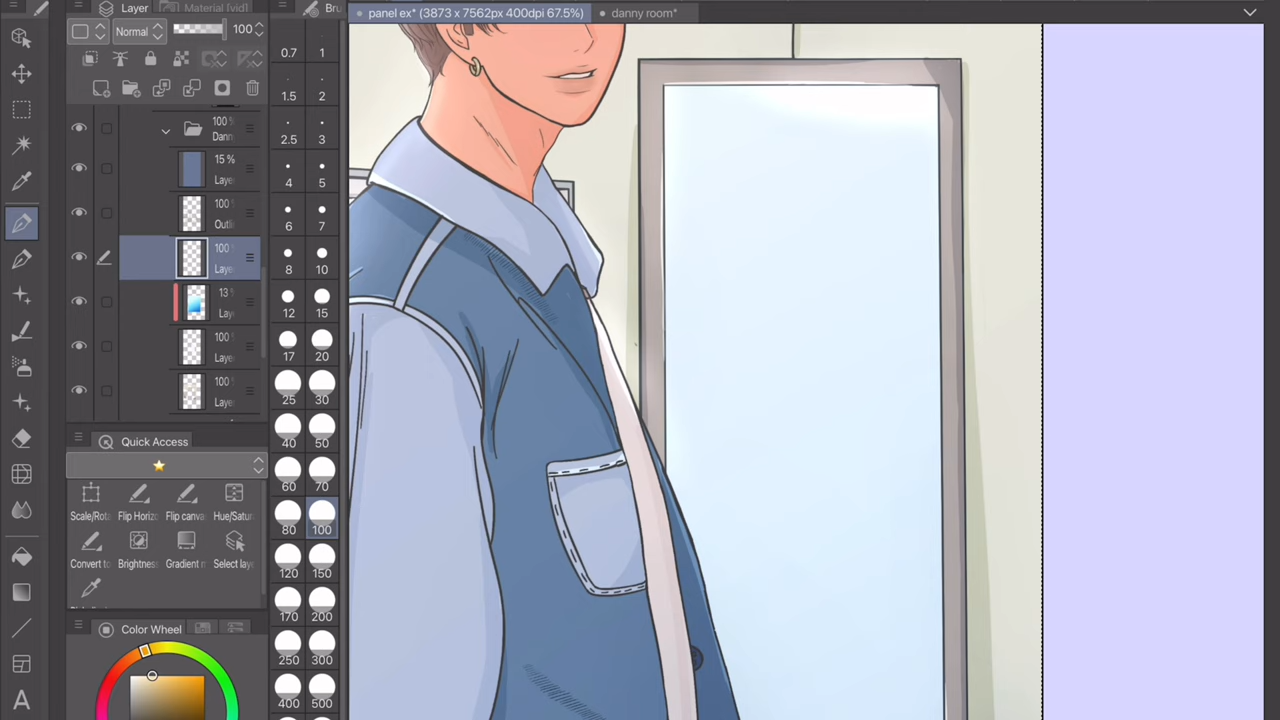 Layer
Material [vid]
Bru
panel ex* (3873 x 7562px 400dpi 67.5%)
danny room*
Normal
100
100 %
Dann
15 %
Laye
100 %
Outli
100
Laye
13 %
Lay
100
Laye
100
Laye
0.7 1
1.5 2
2.5 3
4 5
6 7
8 10
12 15
17 20
25 30
40 50
60 70
80 100
120 150
170 200
250 300
400 500
Quick Access
Scale/Rota Flip Horizo Flip canva Hue/Satur
Convert to Brightnes Gradient m Select laye
Color Wheel
A